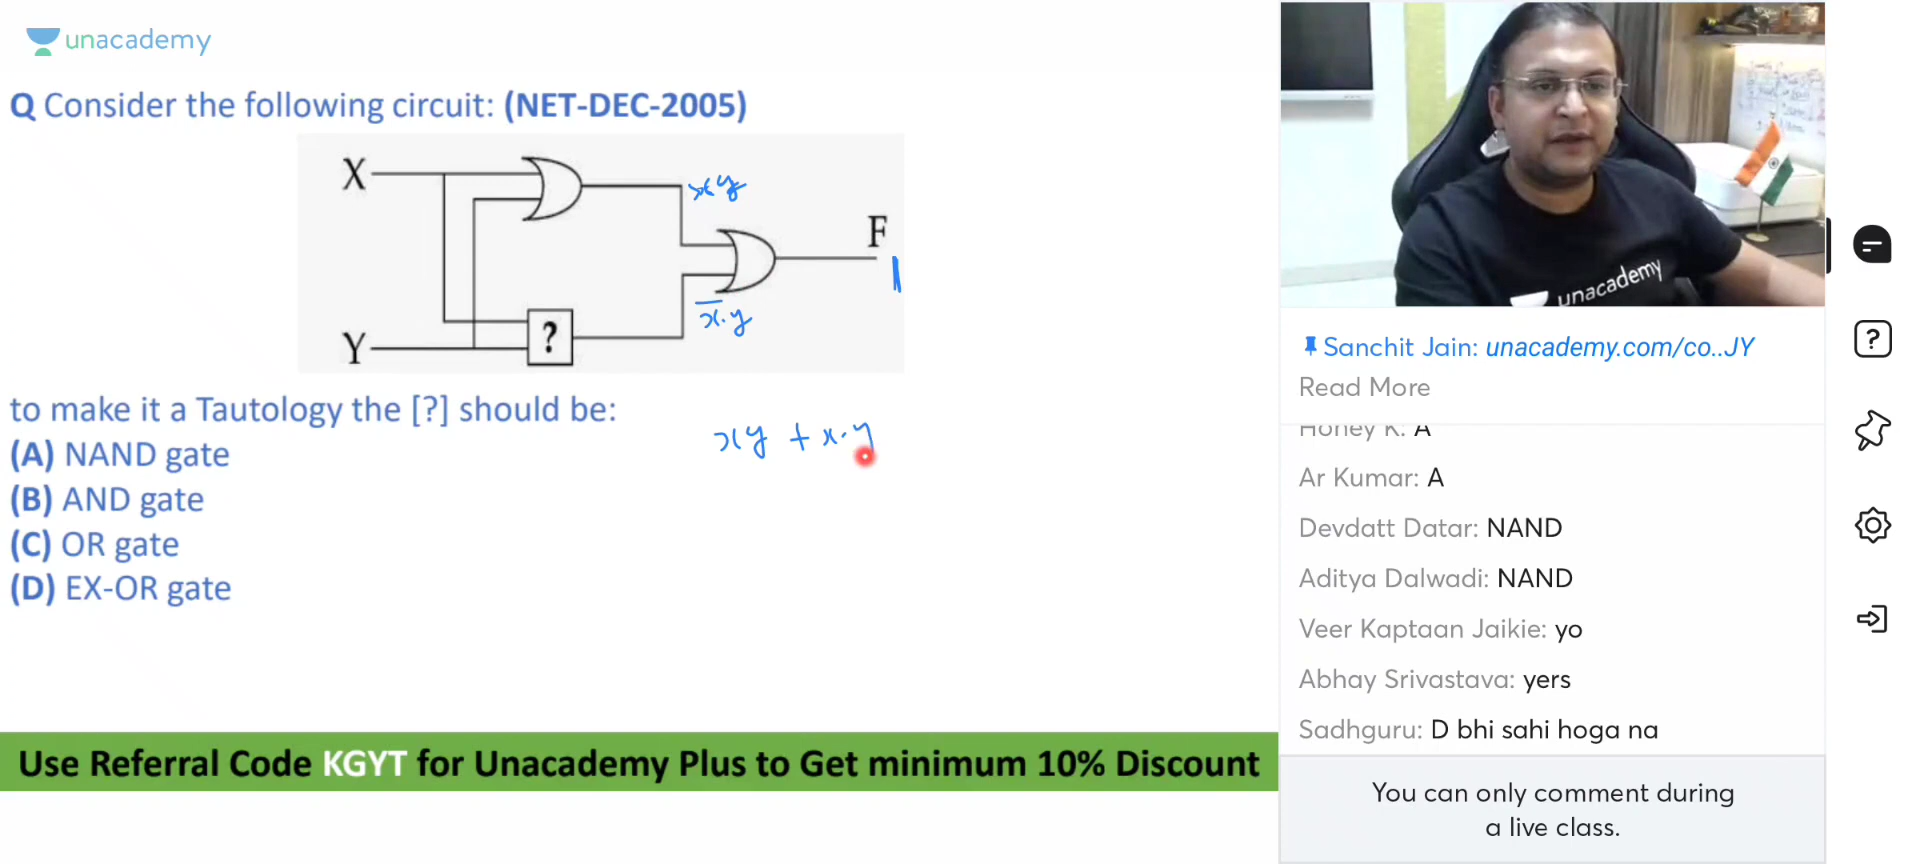 unacademy
Q Consider the following circuit: (NET-DEC-2005)
X
xy
F
1
x.y
?
Y
to make it a Tautology the [?] should be:
xy + x.y
(A) NAND gate
(B) AND gate
(C) OR gate
(D) EX-OR gate
Use Referral Code KGYT for Unacademy Plus to Get minimum 10% Discount
unacademy
Sanchit Jain: unacademy.com/co..JY
Read More
Honey K: A
Ar Kumar: A
Devdatt Datar: NAND
Aditya Dalwadi: NAND
Veer Kaptaan Jaikie: yo
Abhay Srivastava: yers
Sadhguru: D bhi sahi hoga na
You can only comment during
a live class.
?